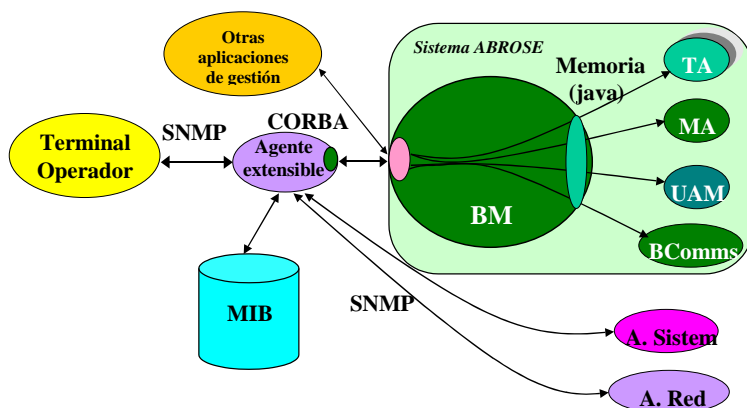 Otras
aplicaciones
de gestión
Sistema ABROSE
Memoria
(java)
TA
MA
UAM
BComms
BM
CORBA
SNMP
Terminal
Operador
Agente
extensible
MIB
SNMP
A. Sistem
A. Red